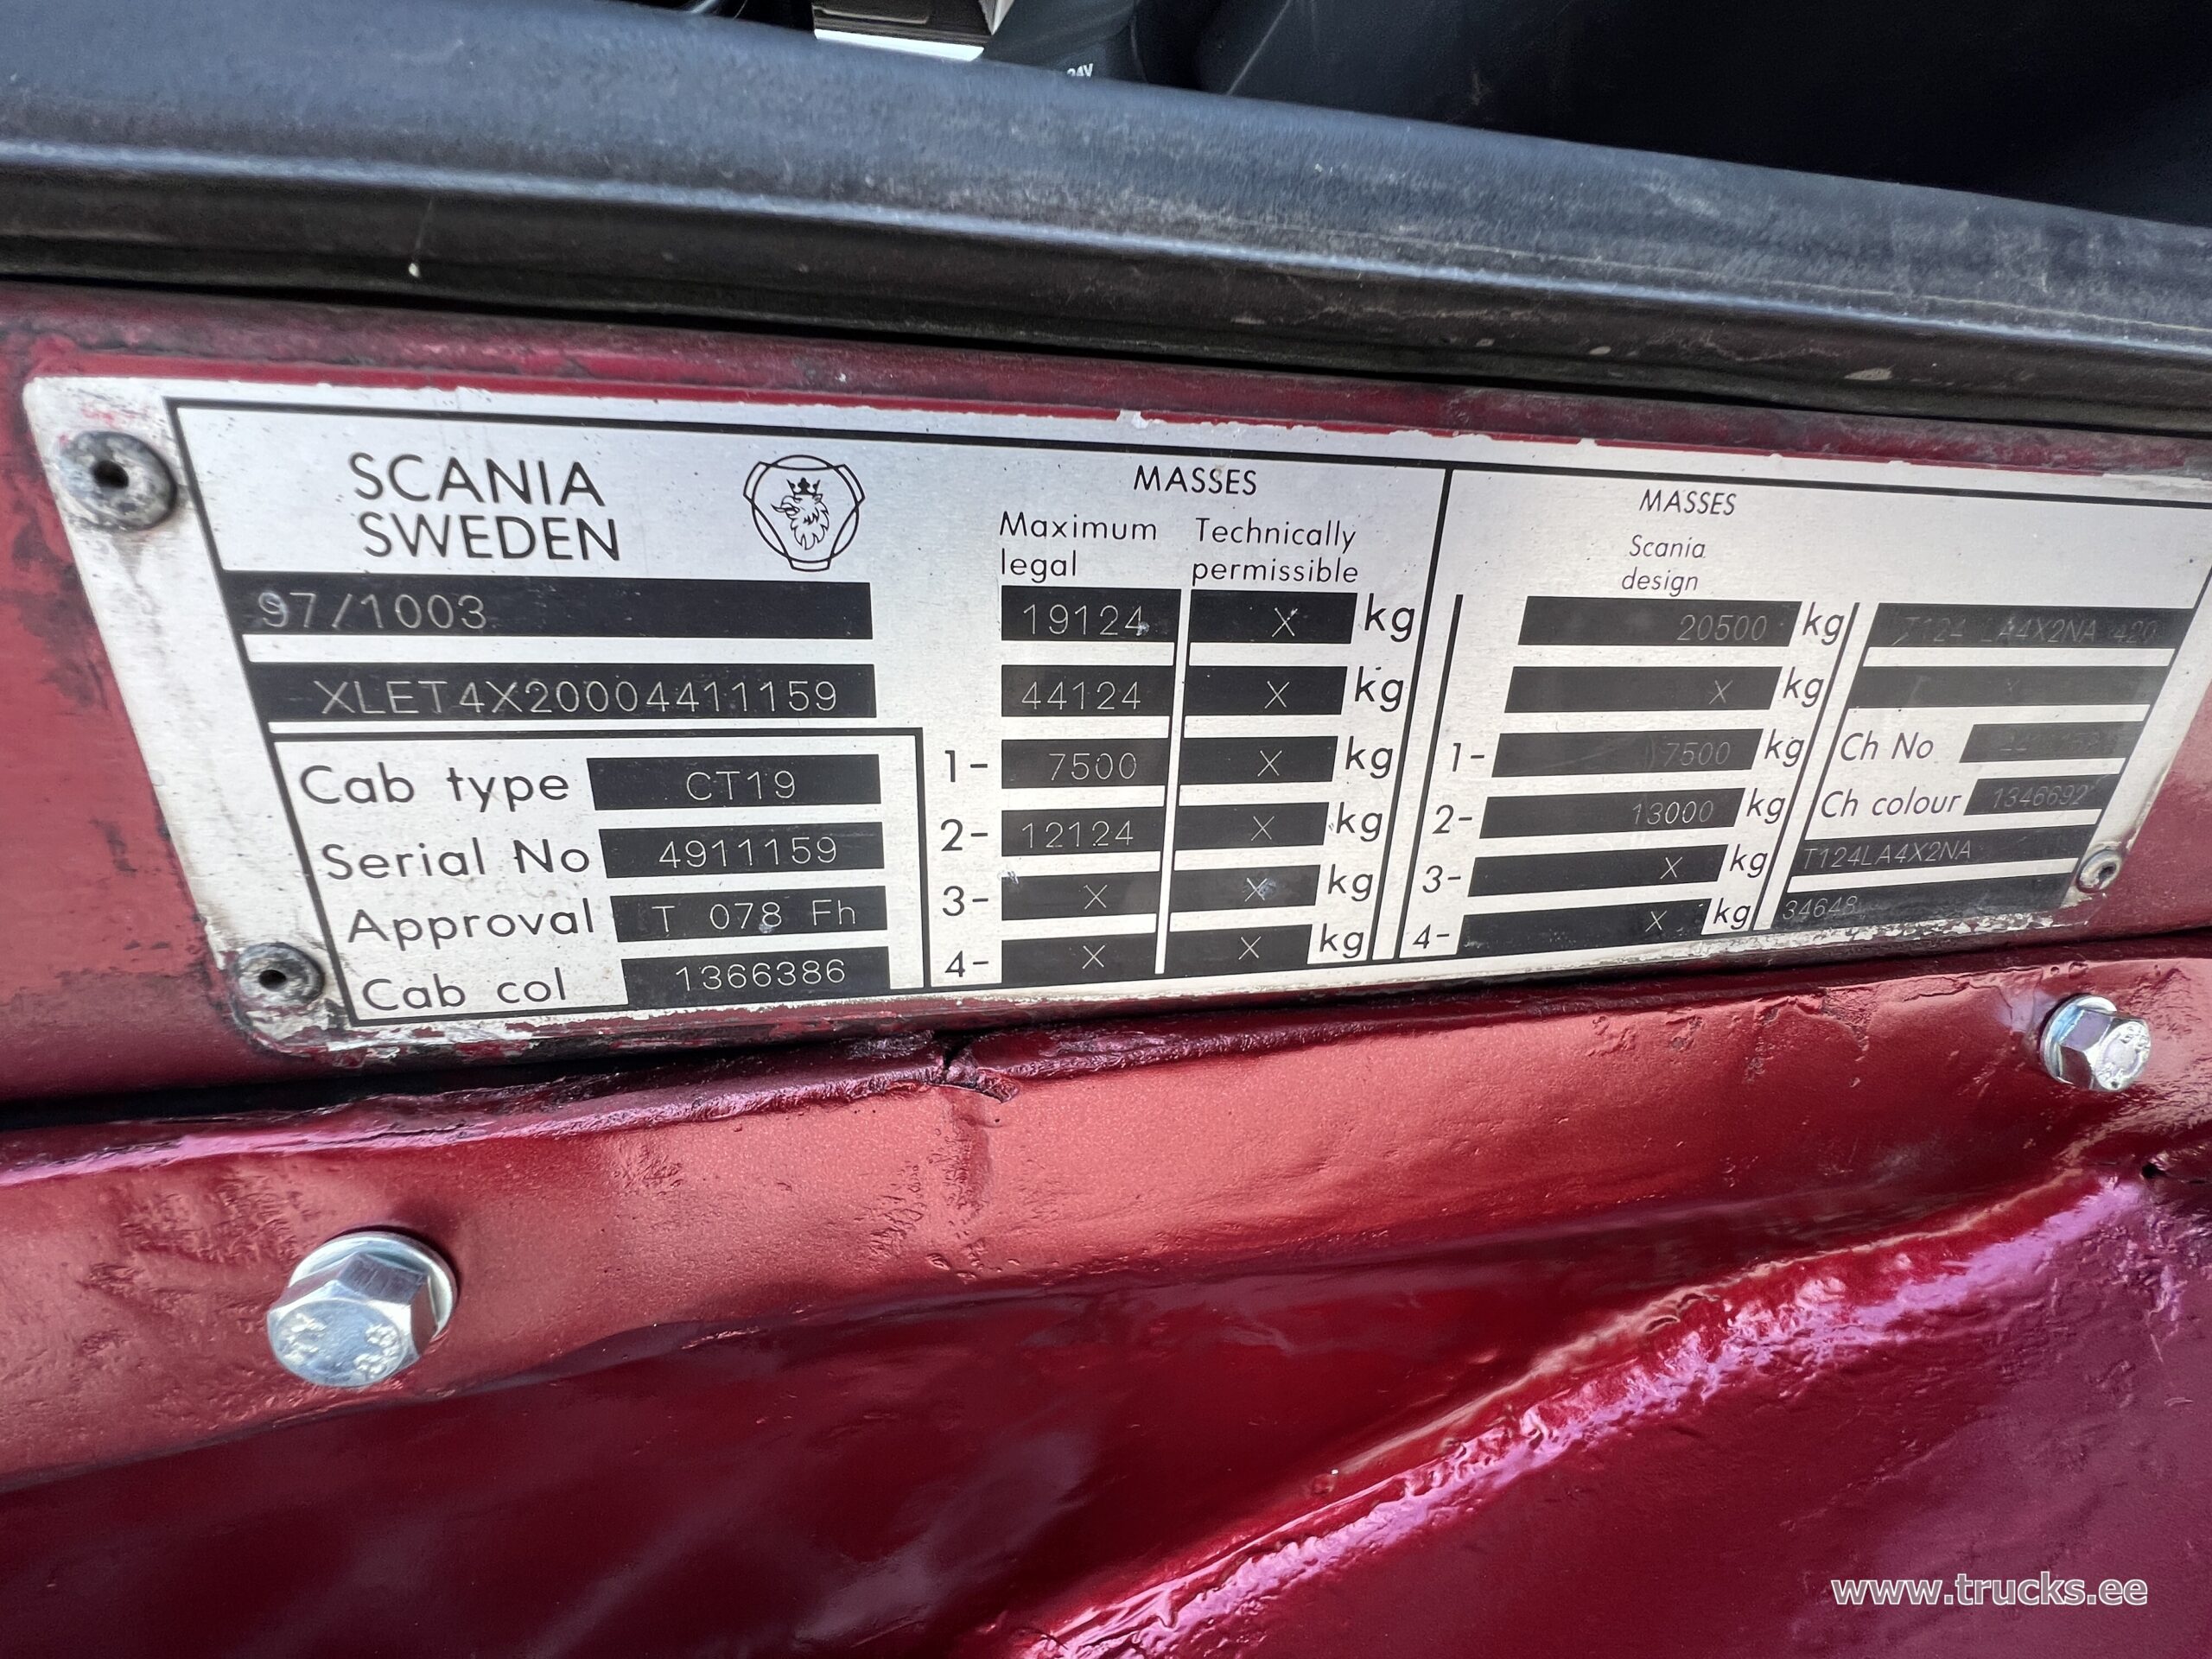 24V
SCANIA
SWEDEN
97/1003
XLET4X20004411159
Cab type CT19
Serial No 4911159
Approval T 078 Fh
Cab col 1366386
MASSES
Maximum legal Technically permissible
19124 X kg
44124 X kg
1- 7500 X kg
2- 12124 X kg
3- X X kg
4- X X kg
MASSES
Scania design
20500 kg
X kg
1- 7500 kg
2- 13000 kg
3- X kg
4- X kg
T124 LA4X2NA 420
Ch No
Ch colour 1346692
T124LA4X2NA
34648
www.trucks.ee